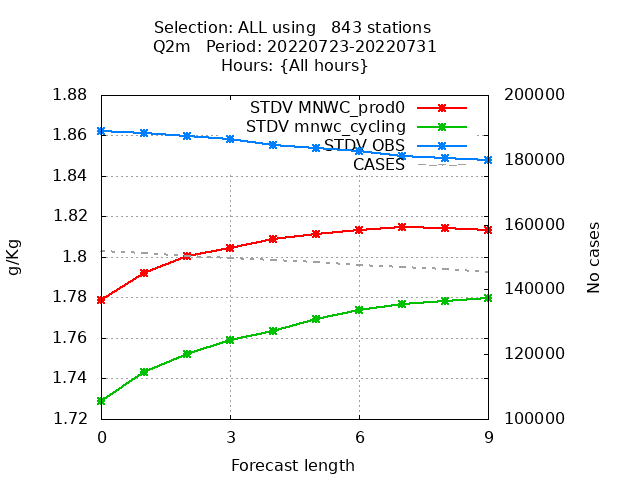 Selection: ALL using   843 stations
Q2m   Period: 20220723-20220731
Hours: {All hours}
1.88
1.86
1.84
1.82
1.8
1.78
1.76
1.74
1.72
g/Kg
STDV MNWC_prod0
STDV mnwc_cycling
STDV OBS
CASES
200000
180000
160000
140000
120000
100000
No cases
0 3 6 9
Forecast length